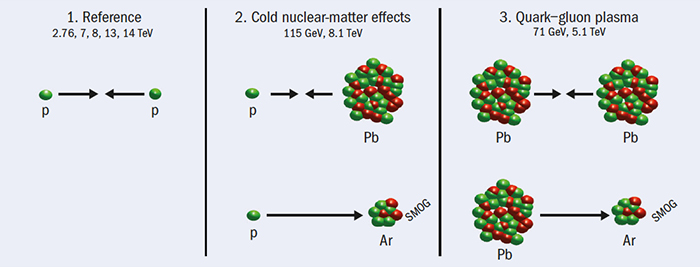 1. Reference
2.76, 7, 8, 13, 14 TeV
p
p
2. Cold nuclear-matter effects
115 GeV, 8.1 TeV
p
Pb
p
Ar
SMOG
3. Quark–gluon plasma
71 GeV, 5.1 TeV
Pb
Pb
Pb
Ar
SMOG